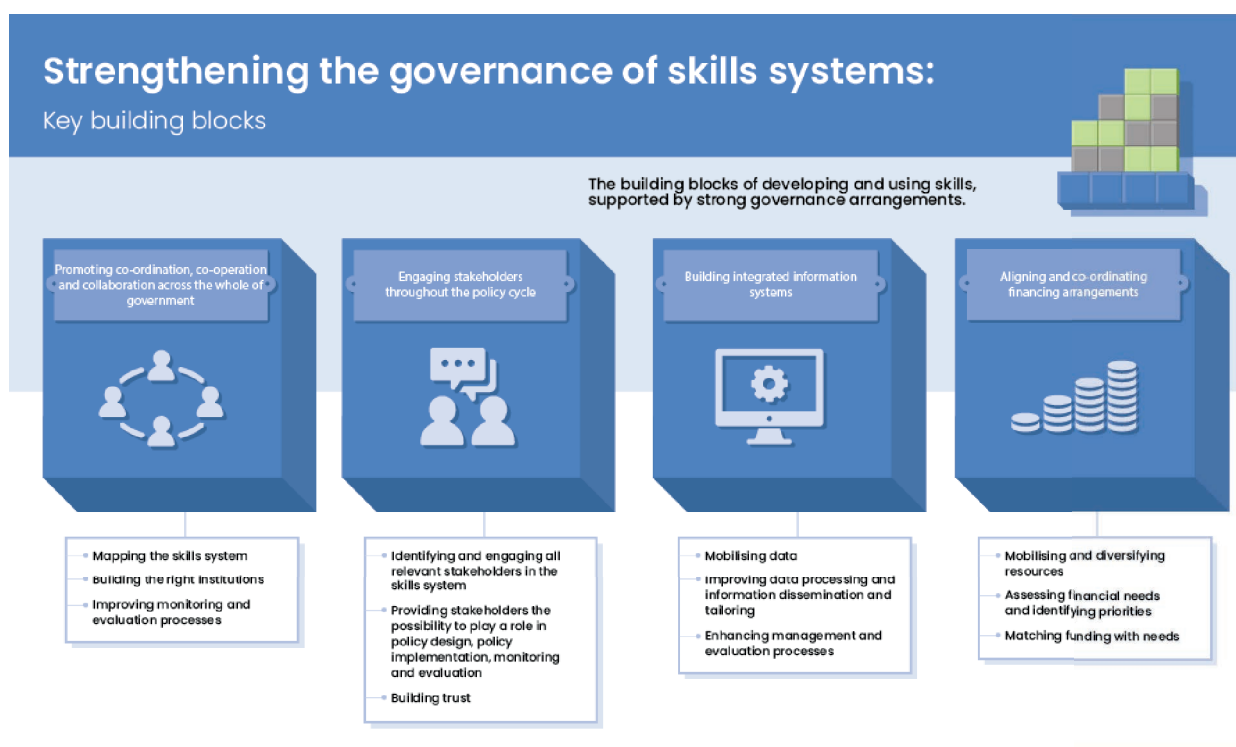 Strengthening the governance of skills systems:
Key building blocks
The building blocks of developing and using skills,
supported by strong governance arrangements.
Promoting co-ordination, co-operation
and collaboration across the whole of
government
Mapping the skills system
Building the right institutions
Improving monitoring and
evaluation processes
Engaging stakeholders
throughout the policy cycle
Identifying and engaging all
relevant stakeholders in the
skills system
Providing stakeholders the
possibility to play a role in
policy design, policy
implementation, monitoring
and evaluation
Building trust
Building integrated information
systems
Mobilising data
Improving data processing and
information dissemination and
tailoring
Enhancing management and
evaluation processes
Aligning and co-ordinating
financing arrangements
Mobilising and diversifying
resources
Assessing financial needs
and identifying priorities
Matching funding with needs